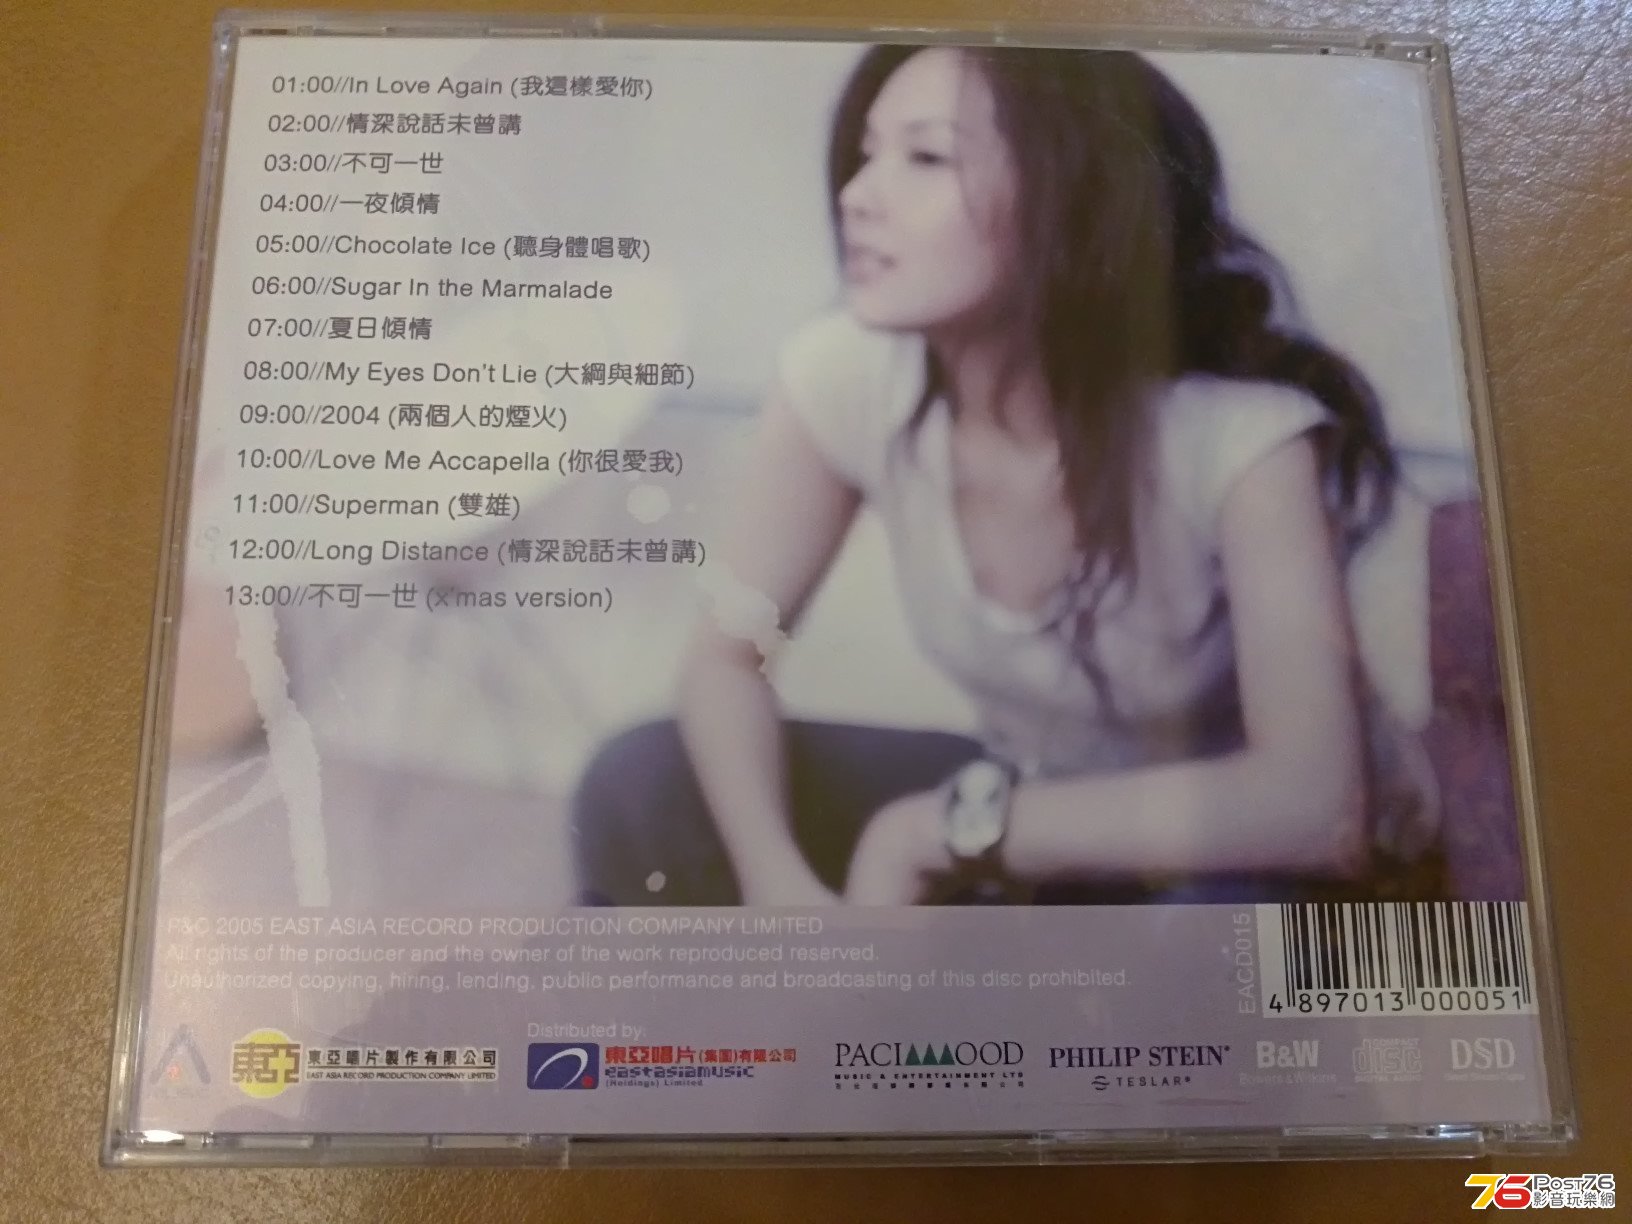 01:00//In Love Again (我這樣愛你)
02:00//情深說話未曾講
03:00//不可一世
04:00//一夜傾情
05:00//Chocolate Ice (聽身體唱歌)
06:00//Sugar In the Marmalade
07:00//夏日傾情
08:00//My Eyes Don't Lie (大綱與細節)
09:00//2004 (兩個人的煙火)
10:00//Love Me Accapella (你很愛我)
11:00//Superman (雙雄)
12:00//Long Distance (情深說話未曾講)
13:00//不可一世 (x'mas version)
P&C 2005 EAST ASIA RECORD PRODUCTION COMPANY LIMITED
All rights of the producer and the owner of the work reproduced reserved.
Unauthorized copying, hiring, lending, public performance and broadcasting of this disc prohibited.
EACD015
4 897013 000051
東亞
東亞唱片製作有限公司
EAST ASIA RECORD PRODUCTION COMPANY LIMITED
Distributed by:
東亞唱片(集團)有限公司
eastasiamusic
(Holdings) Limited
PACIMOOD
MUSIC & ENTERTAINMENT LTD
PHILIP STEIN®
TESLAR®
B&W
Bowers & Wilkins
COMPACT
disc
DSD
76 Post76
影音玩樂網